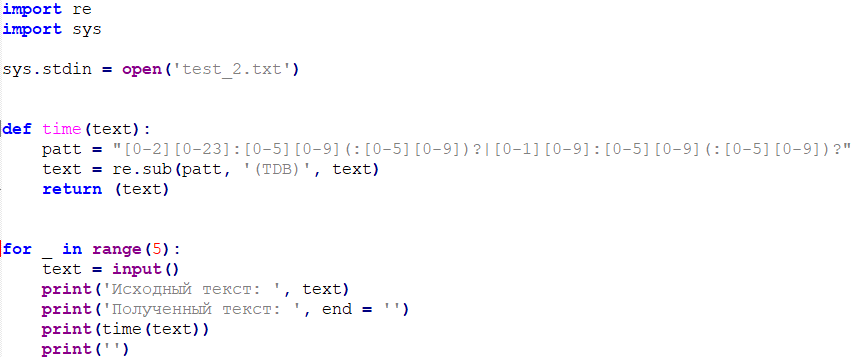 import re
import sys

sys.stdin = open('test_2.txt')


def time(text):
    patt = "[0-2][0-23]:[0-5][0-9](:[0-5][0-9])?|[0-1][0-9]:[0-5][0-9](:[0-5][0-9])?"
    text = re.sub(patt, '(TDB)', text)
    return (text)


for _ in range(5):
    text = input()
    print('Исходный текст: ', text)
    print('Полученный текст: ', end = '')
    print(time(text))
    print('')